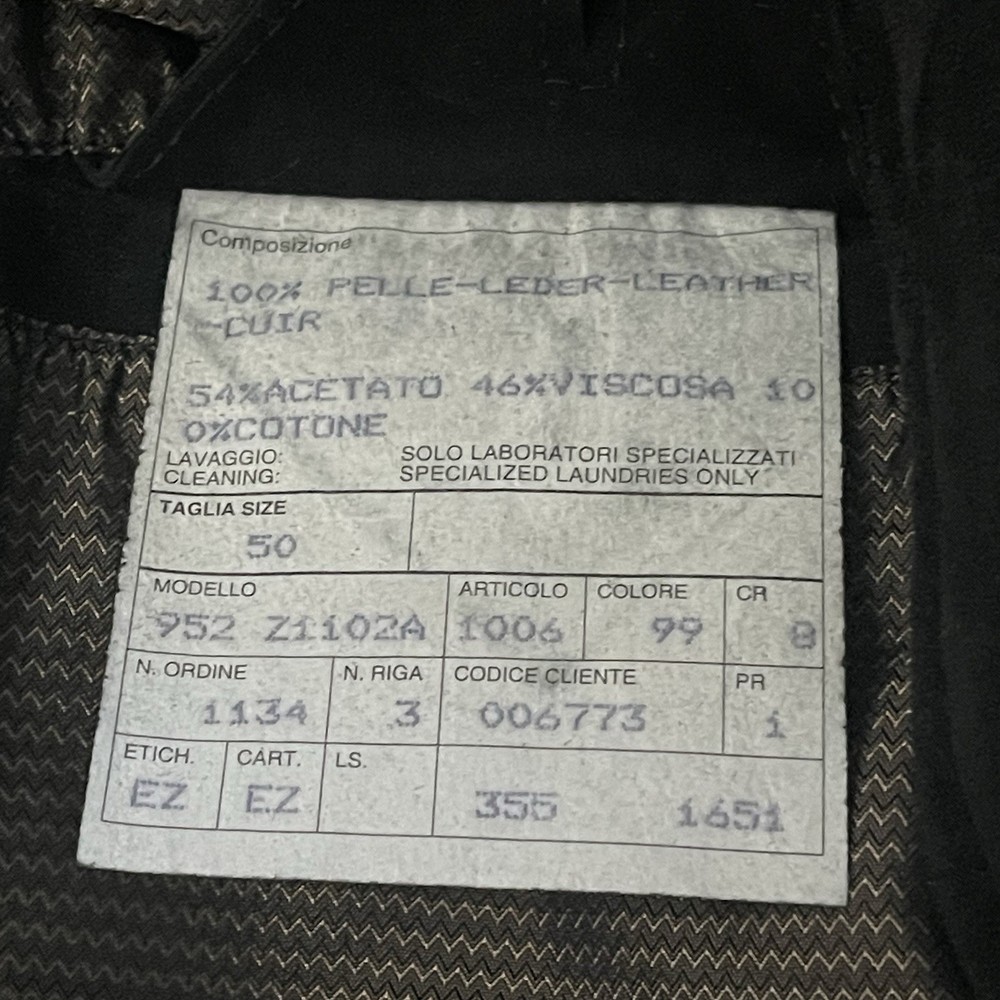 Composizione
100% PELLE-LEDER-LEATHER
-CUIR
54%ACETATO 46%VISCOSA 10
0%COTONE
LAVAGGIO: SOLO LABORATORI SPECIALIZZATI
CLEANING: SPECIALIZED LAUNDRIES ONLY
TAGLIA SIZE
50
MODELLO ARTICOLO COLORE CR
952 Z1102A 1006 99 8
N. ORDINE N. RIGA CODICE CLIENTE PR
1134 3 006773 1
ETICH. CART. LS.
EZ EZ 355 1651